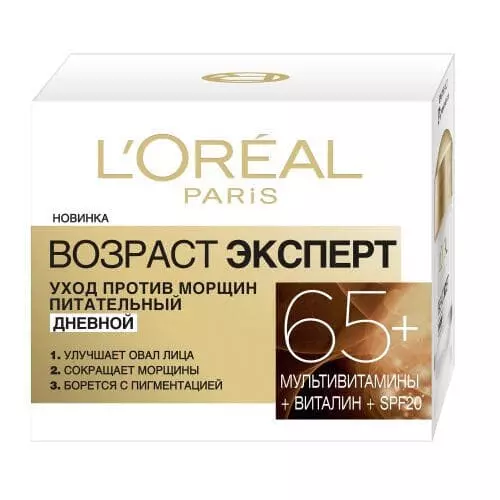 L'ORÉAL
PARiS
НОВИНКА
ВОЗРАСТ ЭКСПЕРТ
УХОД ПРОТИВ МОРЩИН
ПИТАТЕЛЬНЫЙ
ДНЕВНОЙ
1. УЛУЧШАЕТ ОВАЛ ЛИЦА
2. СОКРАЩАЕТ МОРЩИНЫ
3. БОРЕТСЯ С ПИГМЕНТАЦИЕЙ
65+
МУЛЬТИВИТАМИНЫ
+ ВИТАЛИН + SPF20